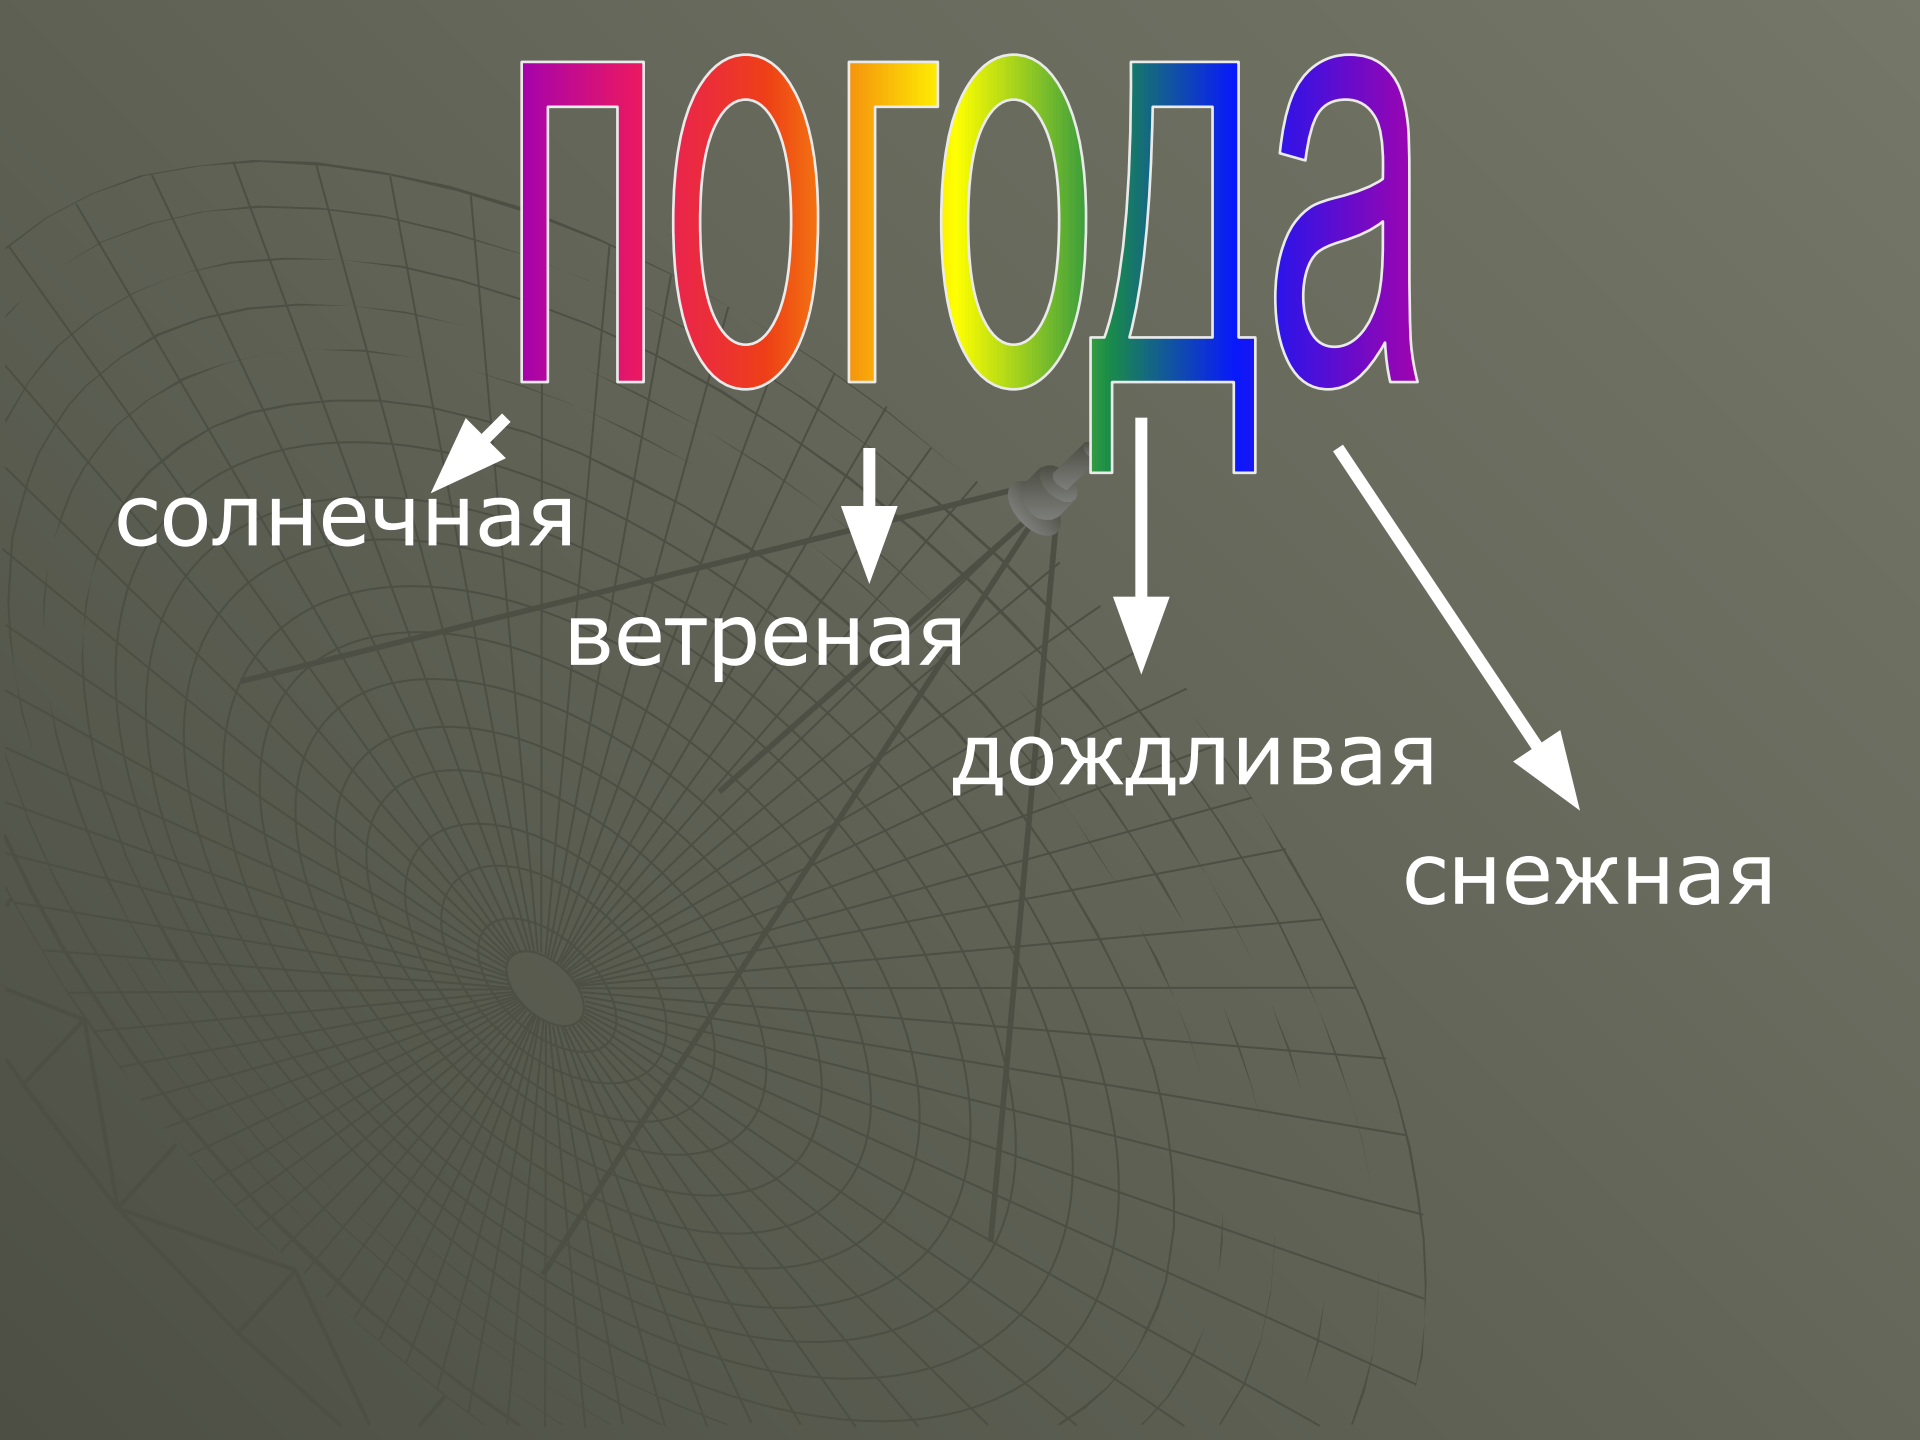 погода
солнечная
ветреная
дождливая
снежная